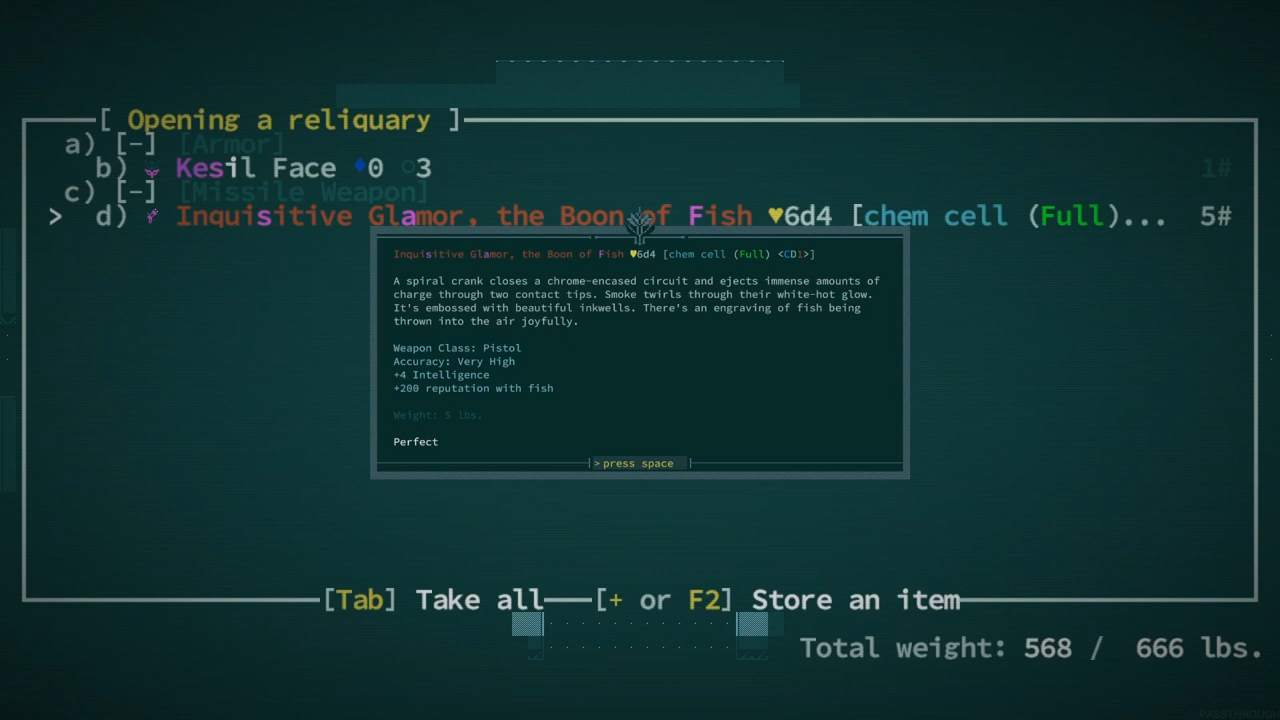 [ Opening a reliquary ]
a) [-] [Armor]
b) Kesil Face ♦0 ○3 1#
c) [-] [Missile Weapon]
> d) Inquisitive Glamor, the Boon of Fish ♥6d4 [chem cell (Full)... 5#
Inquisitive Glamor, the Boon of Fish ♥6d4 [chem cell (Full) <CD1>]
A spiral crank closes a chrome-encased circuit and ejects immense amounts of
charge through two contact tips. Smoke twirls through their white-hot glow.
It's embossed with beautiful inkwells. There's an engraving of fish being
thrown into the air joyfully.
Weapon Class: Pistol
Accuracy: Very High
+4 Intelligence
+200 reputation with fish
Weight: 5 lbs.
Perfect
> press space
[Tab] Take all [+ or F2] Store an item
Total weight: 568 / 666 lbs.